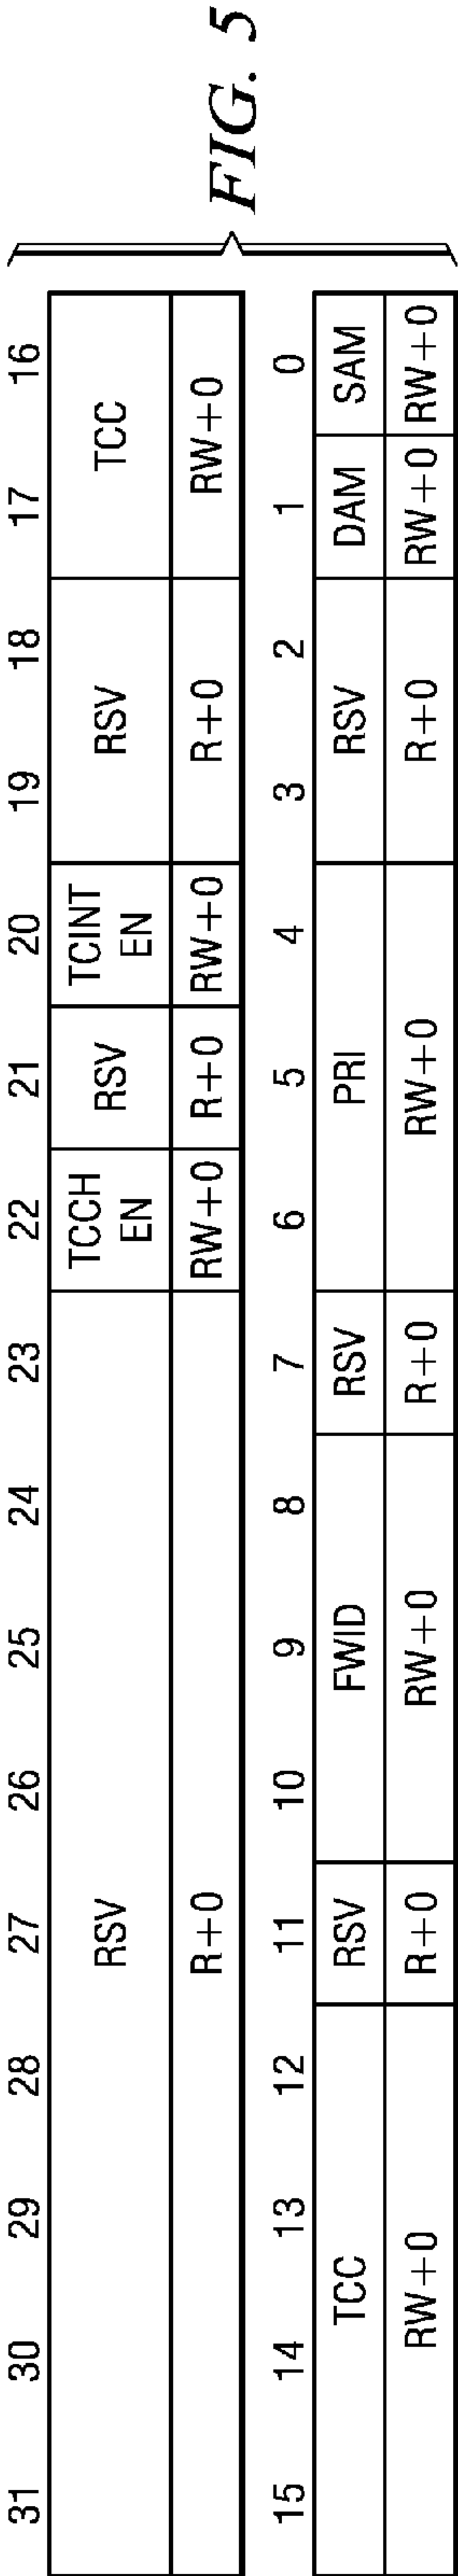 31 30 29 28 27 26 25 24 23 22 21 20 19 18 17 16
RSV TCCH EN RSV TCINT EN RSV TCC
R+0 RW+0 R+0 RW+0 R+0 RW+0
15 14 13 12 11 10 9 8 7 6 5 4 3 2 1 0
TCC RSV FWID RSV PRI RSV DAM SAM
RW+0 R+0 RW+0 R+0 RW+0 R+0 RW+0 RW+0
FIG. 5